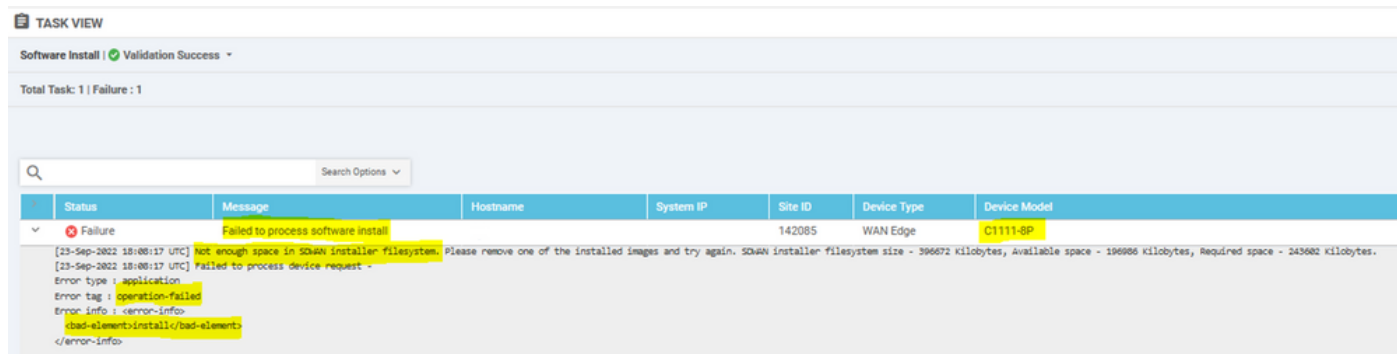 TASK VIEW
Software Install | Validation Success
Total Task: 1 | Failure : 1
Search Options
Status Message Hostname System IP Site ID Device Type Device Model
Failure Failed to process software install 142085 WAN Edge C1111-8P
[23-Sep-2022 18:08:17 UTC] Not enough space in SDWAN installer filesystem. Please remove one of the installed images and try again. SDWAN installer filesystem size - 396672 Kilobytes, Available space - 196986 Kilobytes, Required space - 243602 Kilobytes.
[23-Sep-2022 18:08:17 UTC] Failed to process device request -
Error type : application
Error tag : operation-failed
Error info : <error-info>
<bad-element>install</bad-element>
</error-info>